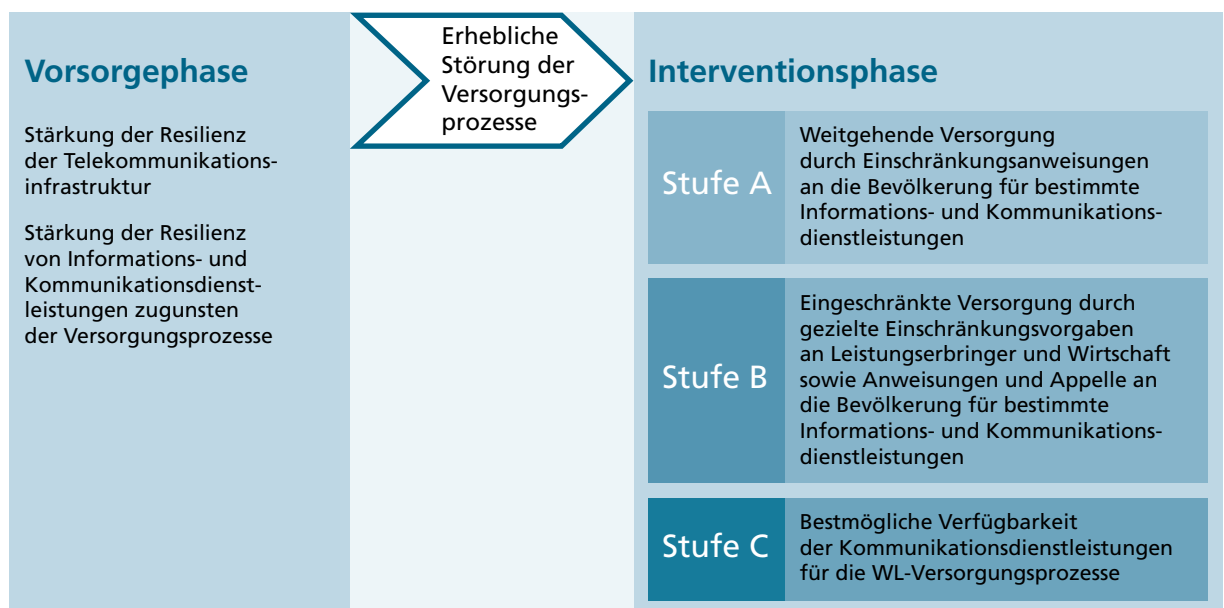 Vorsorgephase
Stärkung der Resilienz
der Telekommunikations-
infrastruktur
Stärkung der Resilienz
von Informations- und
Kommunikationsdienst-
leistungen zugunsten
der Versorgungsprozesse
Erhebliche
Störung der
Versorgungs-
prozesse
Interventionsphase
Stufe A
Weitgehende Versorgung
durch Einschränkungsanweisungen
an die Bevölkerung für bestimmte
Informations- und Kommunikations-
dienstleistungen
Stufe B
Eingeschränkte Versorgung durch
gezielte Einschränkungsvorgaben
an Leistungserbringer und Wirtschaft
sowie Anweisungen und Appelle an
die Bevölkerung für bestimmte
Informations- und Kommunikations-
dienstleistungen
Stufe C
Bestmögliche Verfügbarkeit
der Kommunikationsdienstleistungen
für die WL-Versorgungsprozesse